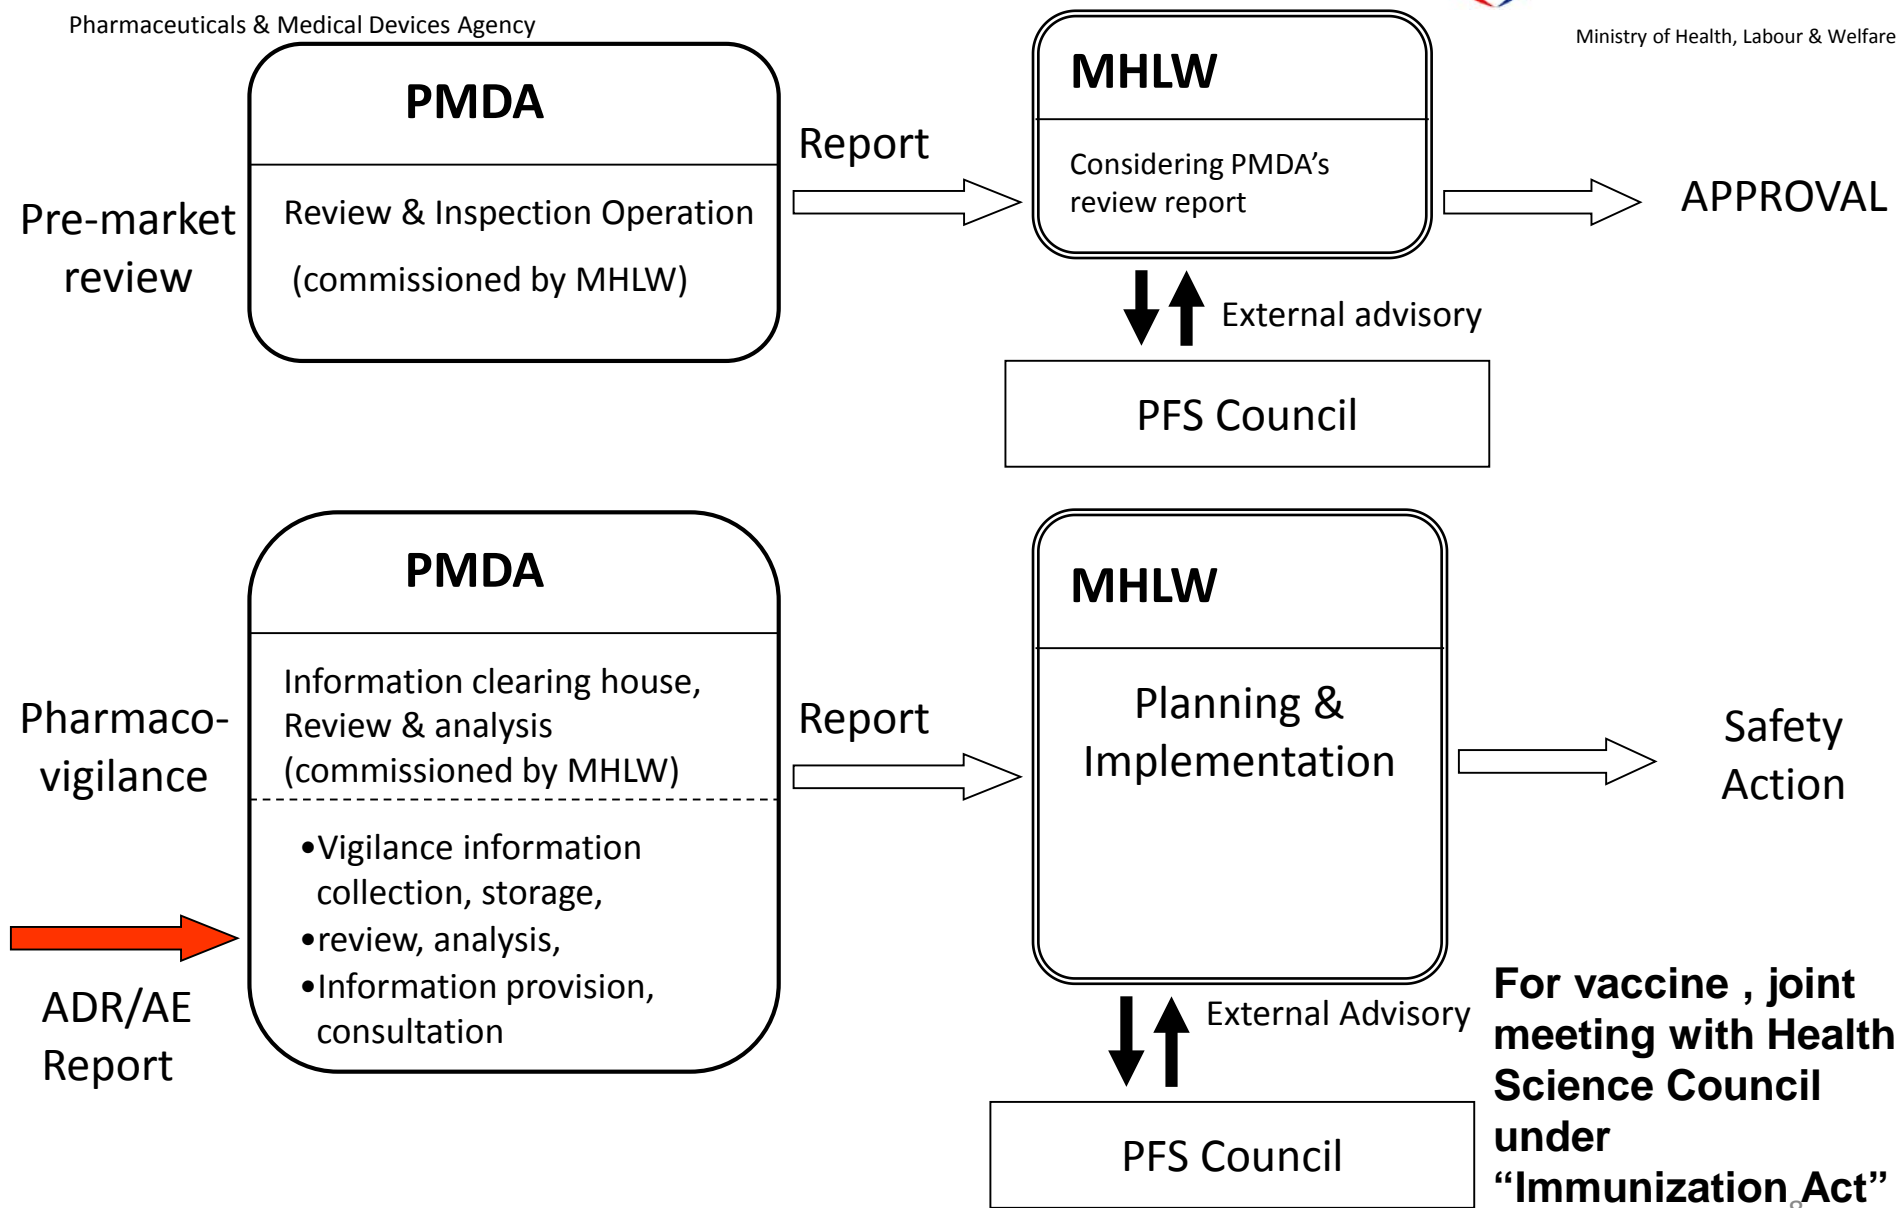 Pharmaceuticals & Medical Devices Agency
Ministry of Health, Labour & Welfare
PMDA
MHLW
Pre-market
review
Review & Inspection Operation
(commissioned by MHLW)
Report
Considering PMDA's
review report
APPROVAL
External advisory
PFS Council
PMDA
MHLW
Pharmaco-
vigilance
Information clearing house,
Review & analysis
(commissioned by MHLW)
•Vigilance information
collection, storage,
•review, analysis,
•Information provision,
consultation
ADR/AE
Report
Report
Planning &
Implementation
Safety
Action
External Advisory
PFS Council
For vaccine , joint
meeting with Health
Science Council
under
“Immunization Act”